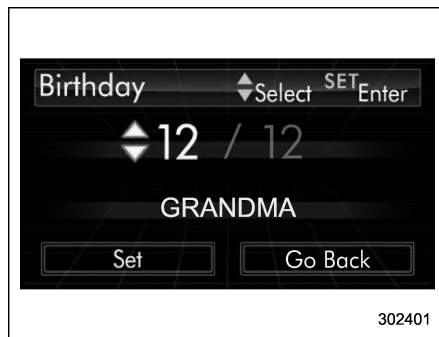 Birthday Select SET Enter
12 / 12
GRANDMA
Set Go Back
302401